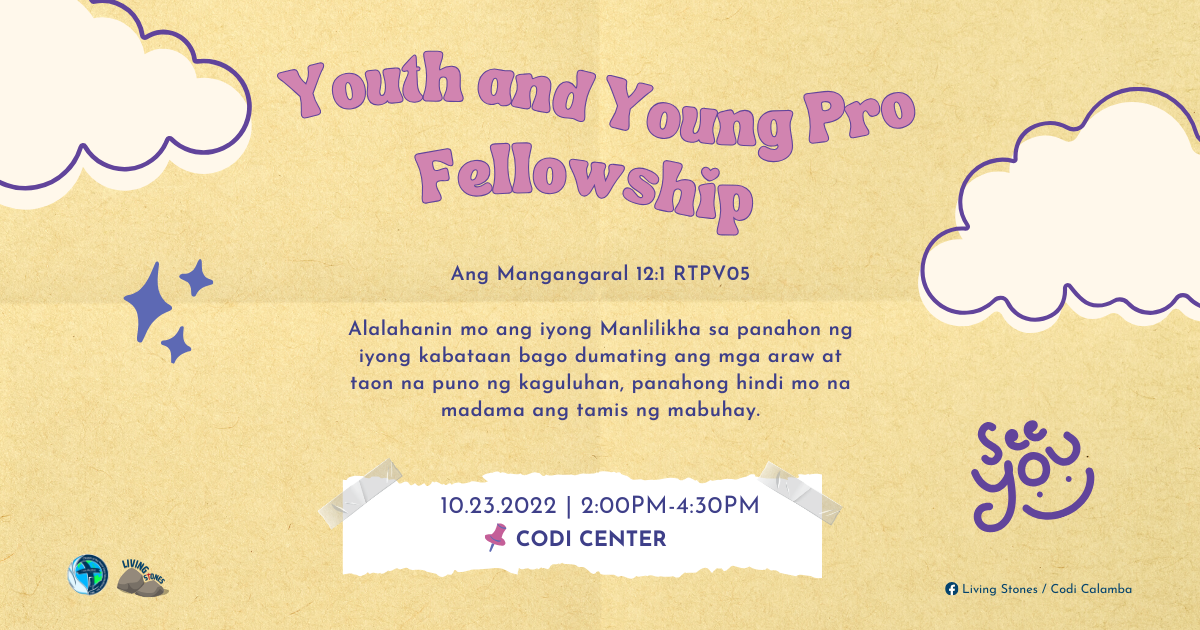 Youth and Young Pro
Fellowship
Ang Mangangaral 12:1 RTPV05
Alalahanin mo ang iyong Manlilikha sa panahon ng
iyong kabataan bago dumating ang mga araw at
taon na puno ng kaguluhan, panahong hindi mo na
madama ang tamis ng mabuhay.
see
you
10.23.2022 | 2:00PM-4:30PM
CODI CENTER
LIVING
STONES
Living Stones / Codi Calamba